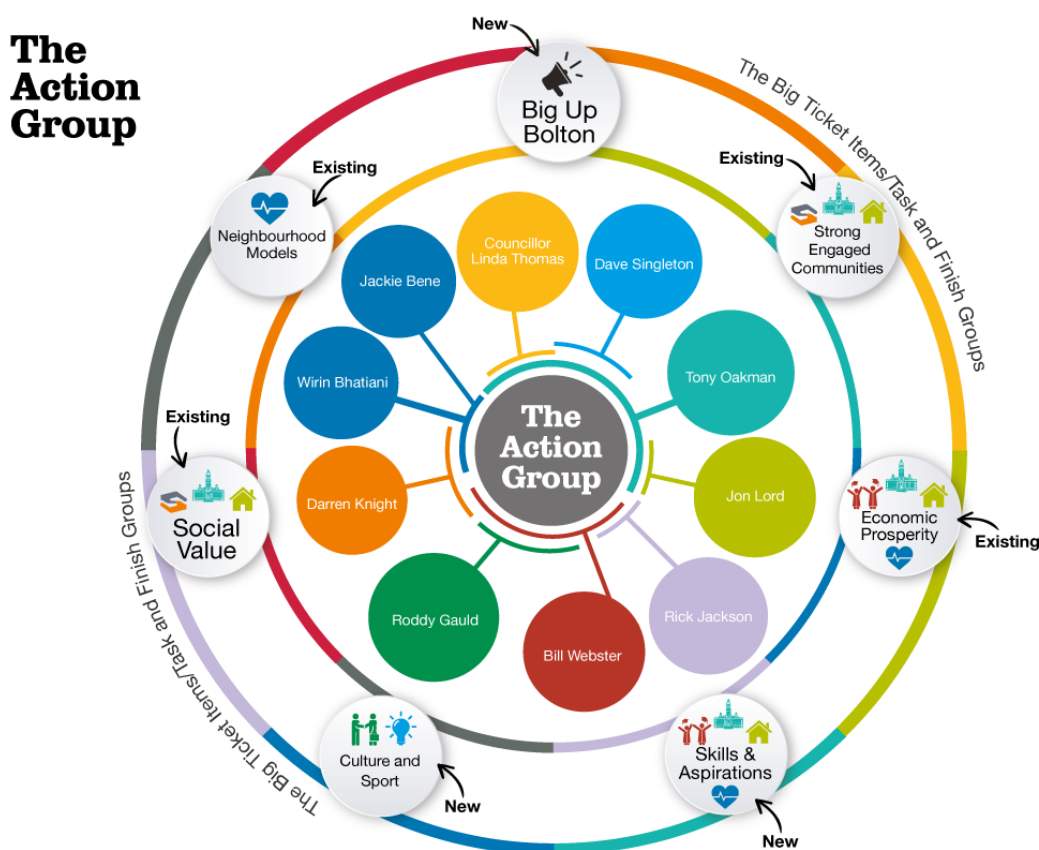 The
Action
Group
New
Big Up
Bolton
The Big Ticket Items/Task and Finish Groups
Existing
Neighbourhood
Models
Existing
Strong
Engaged
Communities
Councillor
Linda Thomas
Dave Singleton
Jackie Bene
Tony Oakman
Wirin Bhatiani
The
Action
Group
Existing
Social
Value
Darren Knight
Jon Lord
Economic
Prosperity
Existing
Roddy Gauld
Rick Jackson
Bill Webster
The Big Ticket Items/Task and Finish Groups
Culture and
Sport
New
Skills &
Aspirations
New